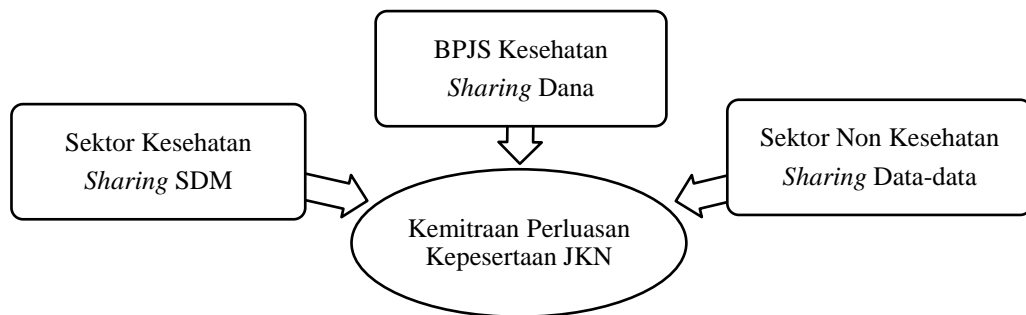 BPJS Kesehatan
Sharing Dana
Sektor Kesehatan
Sharing SDM
Sektor Non Kesehatan
Sharing Data-data
Kemitraan Perluasan
Kepesertaan JKN